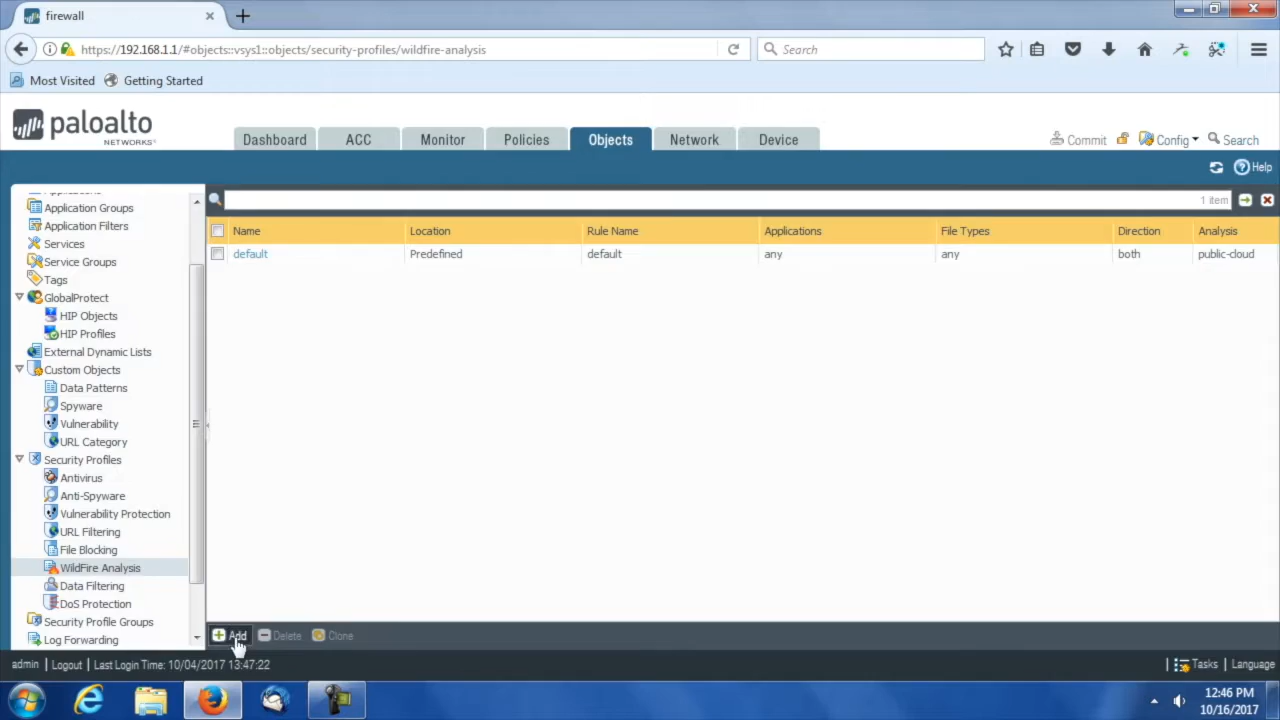 firewall
https://192.168.1.1/#objects::vsys1::objects/security-profiles/wildfire-analysis
Search
Most Visited
Getting Started
paloalto
NETWORKS®
Dashboard
ACC
Monitor
Policies
Objects
Network
Device
Commit
Config
Search
Help
Application Groups
Application Filters
Services
Service Groups
Tags
GlobalProtect
HIP Objects
HIP Profiles
External Dynamic Lists
Custom Objects
Data Patterns
Spyware
Vulnerability
URL Category
Security Profiles
Antivirus
Anti-Spyware
Vulnerability Protection
URL Filtering
File Blocking
WildFire Analysis
Data Filtering
DoS Protection
Security Profile Groups
Log Forwarding
1 item
Name Location Rule Name Applications File Types Direction Analysis
default Predefined default any any both public-cloud
Add Delete Clone
admin | Logout | Last Login Time: 10/04/2017 13:47:22
| Tasks | Language
12:46 PM
10/16/2017